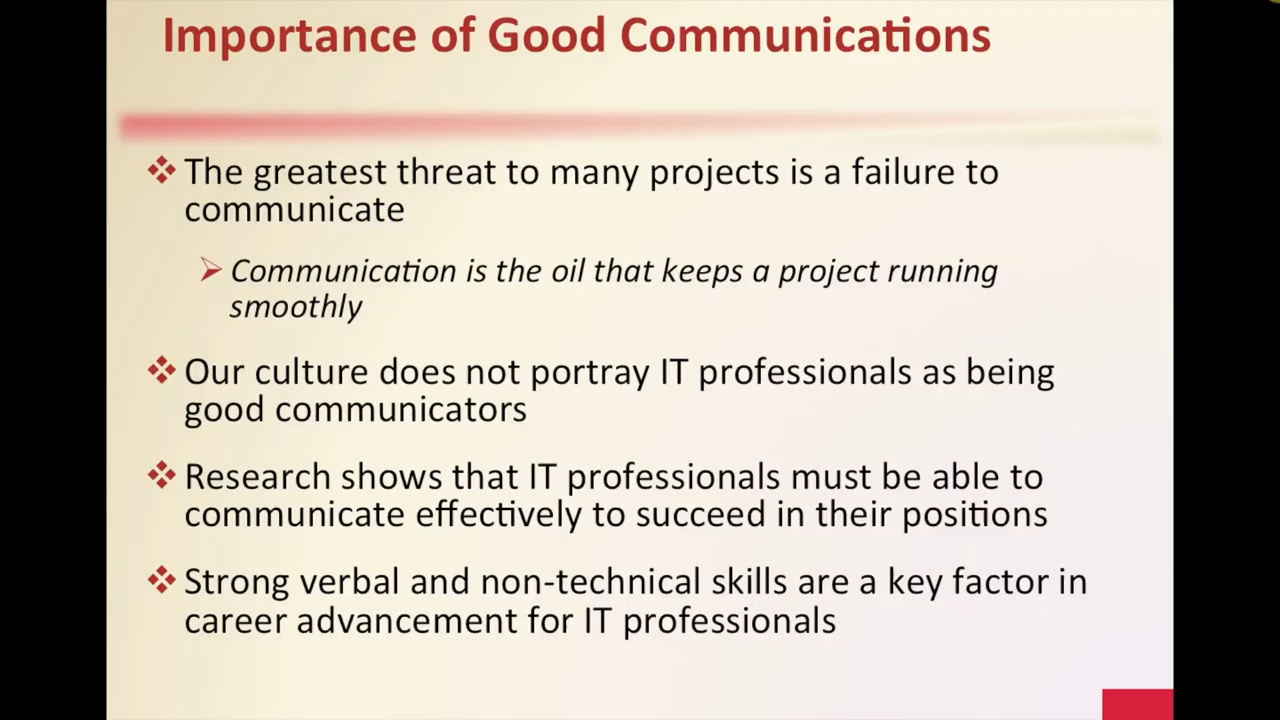 Importance of Good Communications
The greatest threat to many projects is a failure to
communicate
Communication is the oil that keeps a project running
smoothly
Our culture does not portray IT professionals as being
good communicators
Research shows that IT professionals must be able to
communicate effectively to succeed in their positions
Strong verbal and non-technical skills are a key factor in
career advancement for IT professionals